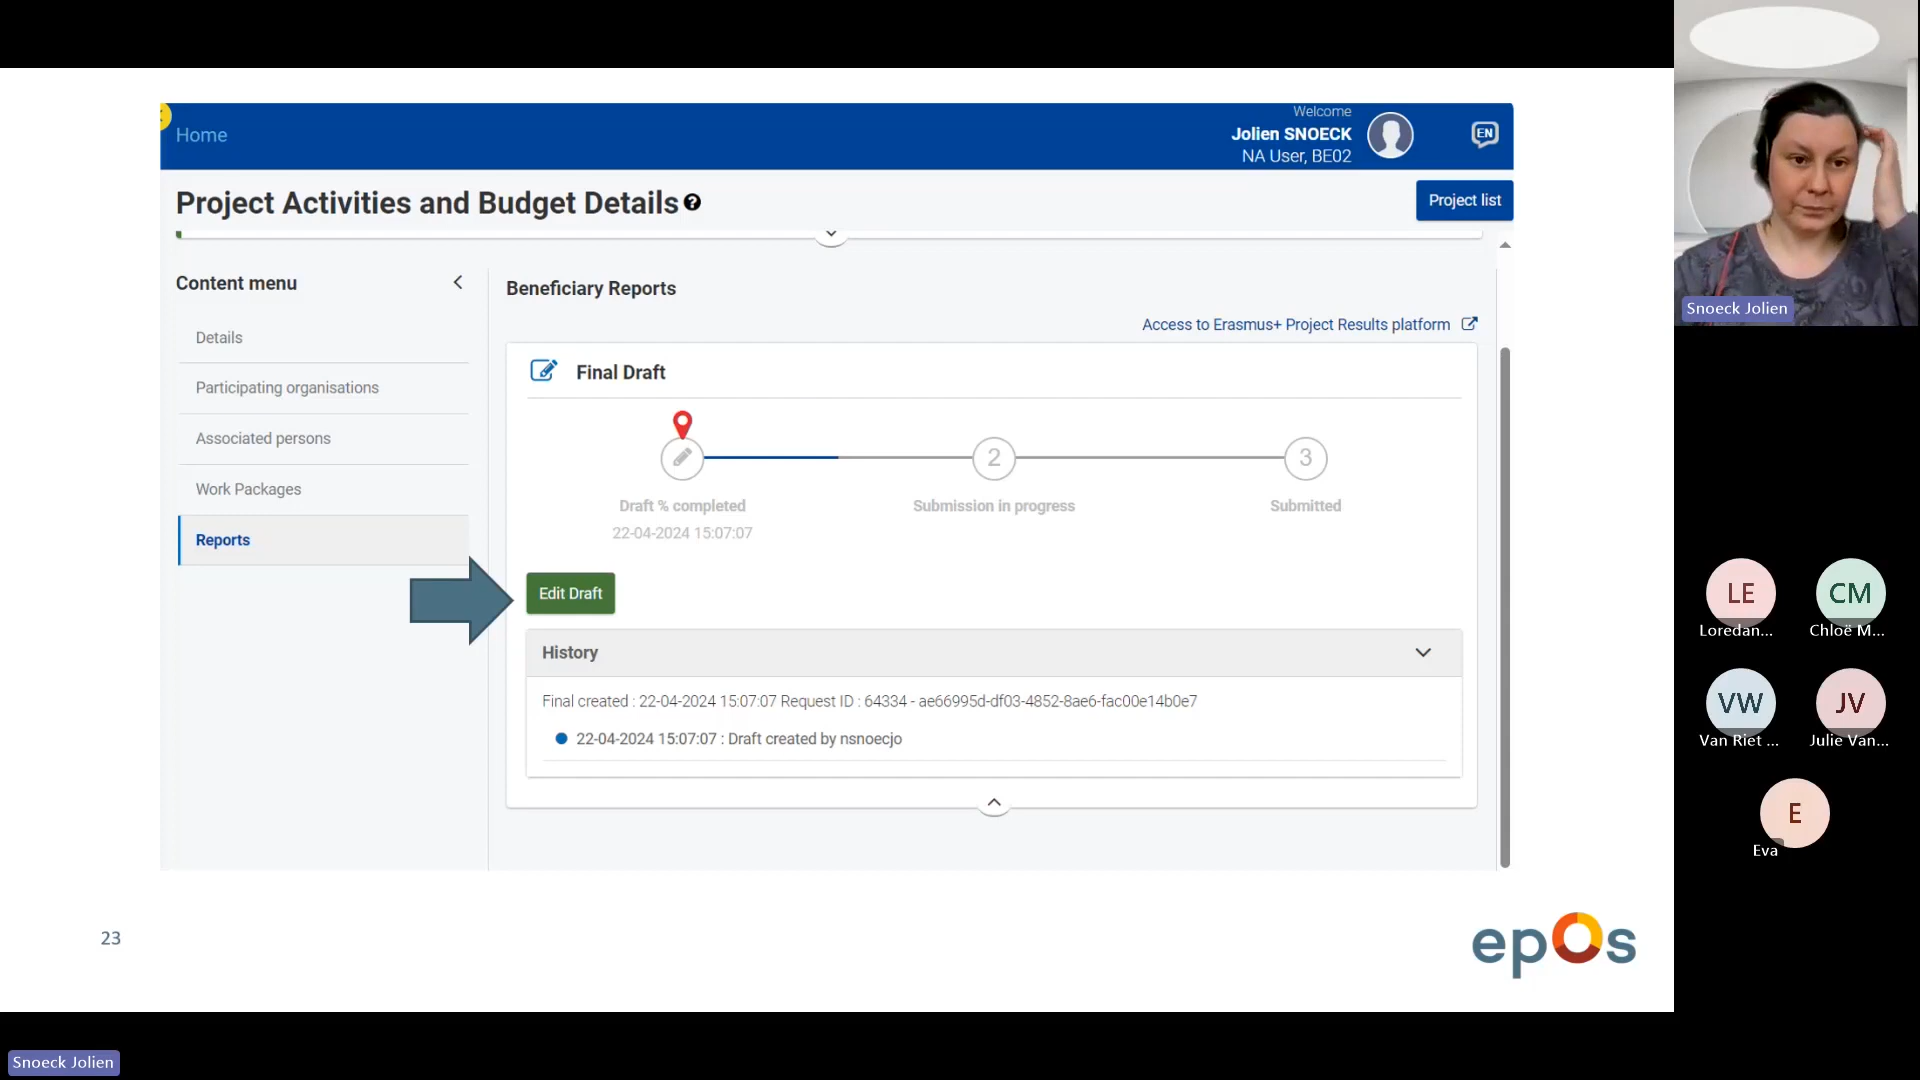 Home
Welcome
Jolien SNOECK
NA User, BE02
EN
Project Activities and Budget Details
Project list
Content menu
Details
Participating organisations
Associated persons
Work Packages
Reports
Beneficiary Reports
Access to Erasmus+ Project Results platform
Final Draft
2
3
Draft % completed
Submission in progress
Submitted
22-04-2024 15:07:07
Edit Draft
History
Final created : 22-04-2024 15:07:07 Request ID : 64334 - ae66995d-df03-4852-8ae6-fac00e14b0e7
22-04-2024 15:07:07 : Draft created by nsnoecjo
23
epos
Snoeck Jolien
LE
Loredan...
CM
Chloë M...
VW
Van Riet ...
JV
Julie Van...
E
Eva
Snoeck Jolien